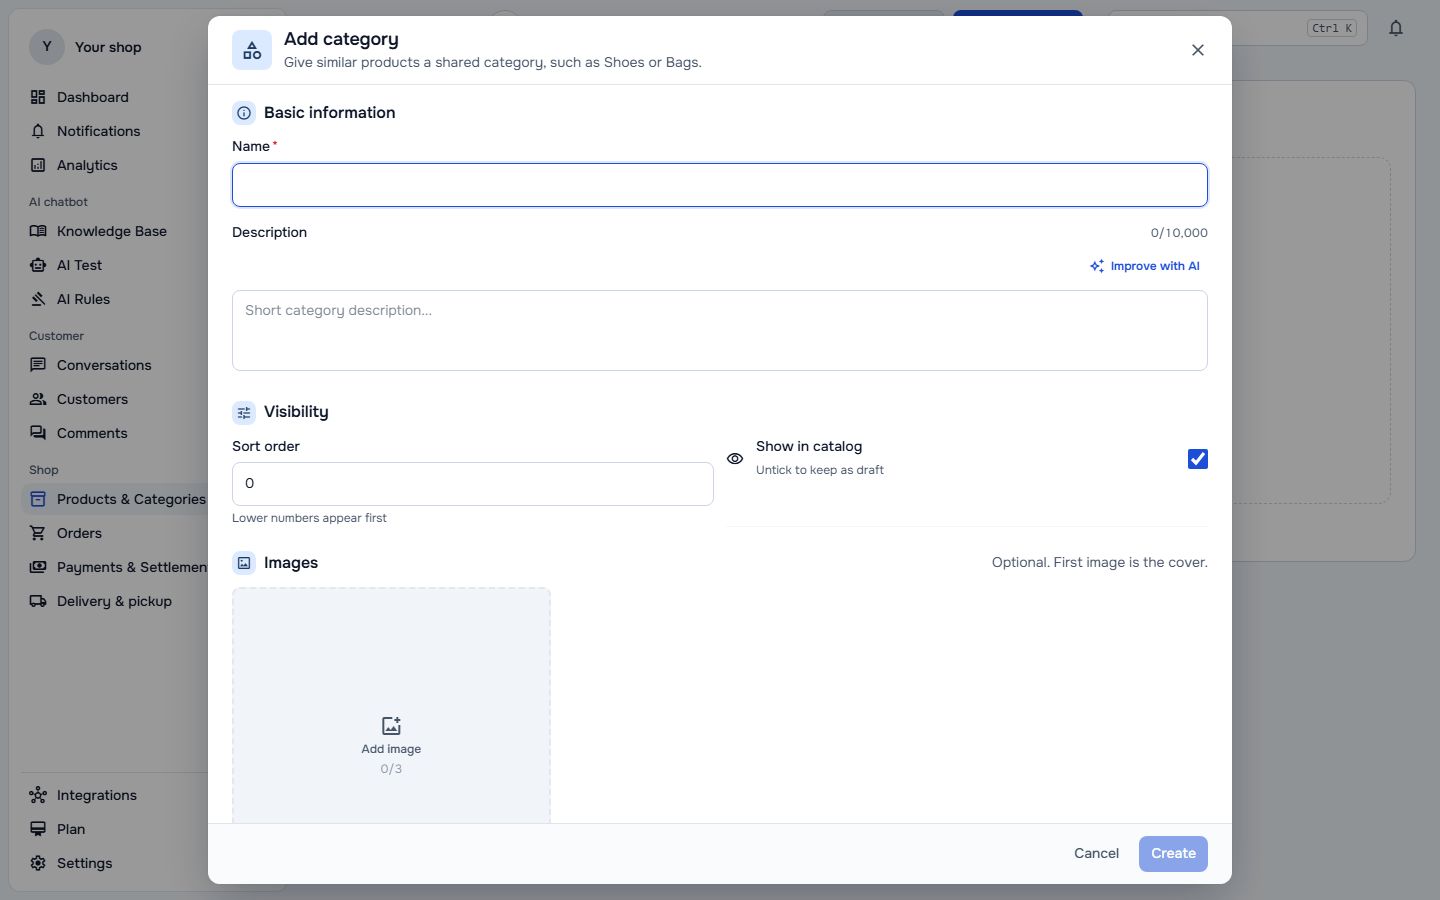 Y
Your shop
Dashboard
Notifications
Analytics
AI chatbot
Knowledge Base
AI Test
AI Rules
Customer
Conversations
Customers
Comments
Shop
Products & Categories
Orders
Payments & Settlemen
Delivery & pickup
Integrations
Plan
Settings
Ctrl K
Add category
Give similar products a shared category, such as Shoes or Bags.
Basic information
Name*
Description
0/10,000
Improve with AI
Short category description...
Visibility
Sort order
0
Lower numbers appear first
Show in catalog
Untick to keep as draft
Images
Optional. First image is the cover.
Add image
0/3
Cancel
Create